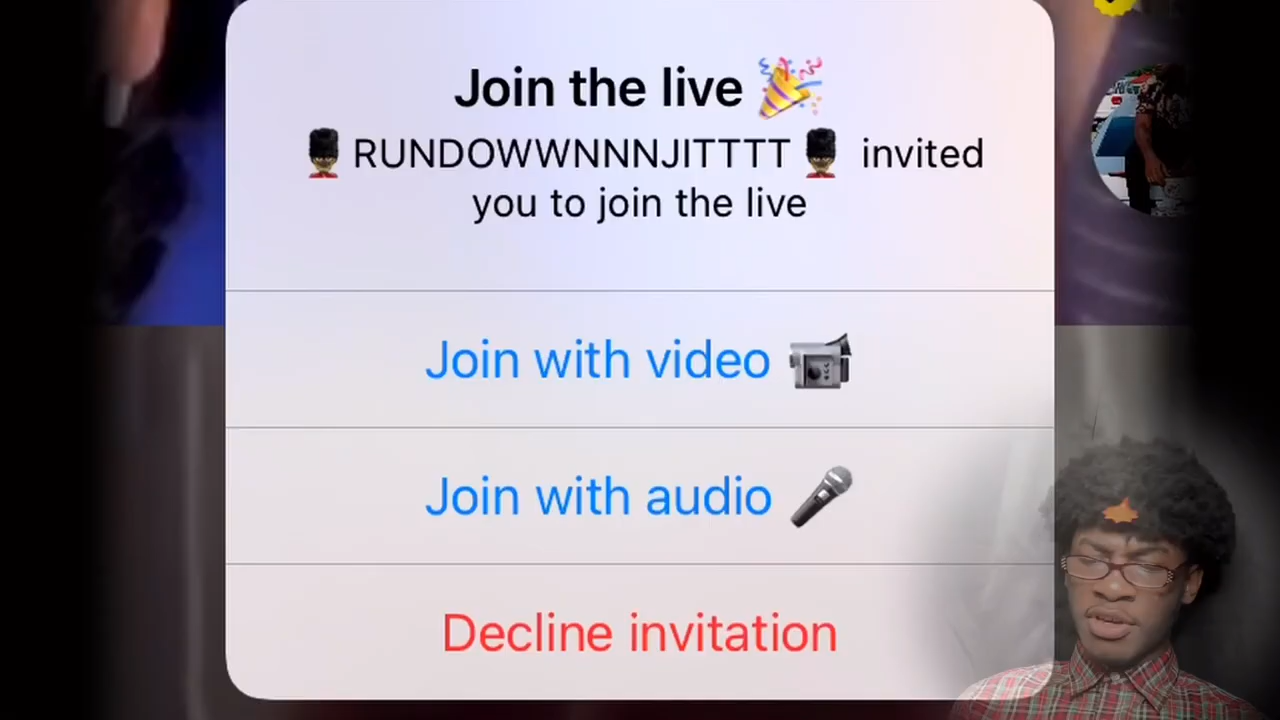 Join the live 🎉
💂🏾RUNDOWWNNNJITTTT💂🏾 invited
you to join the live
Join with video 📹
Join with audio 🎤
Decline invitation